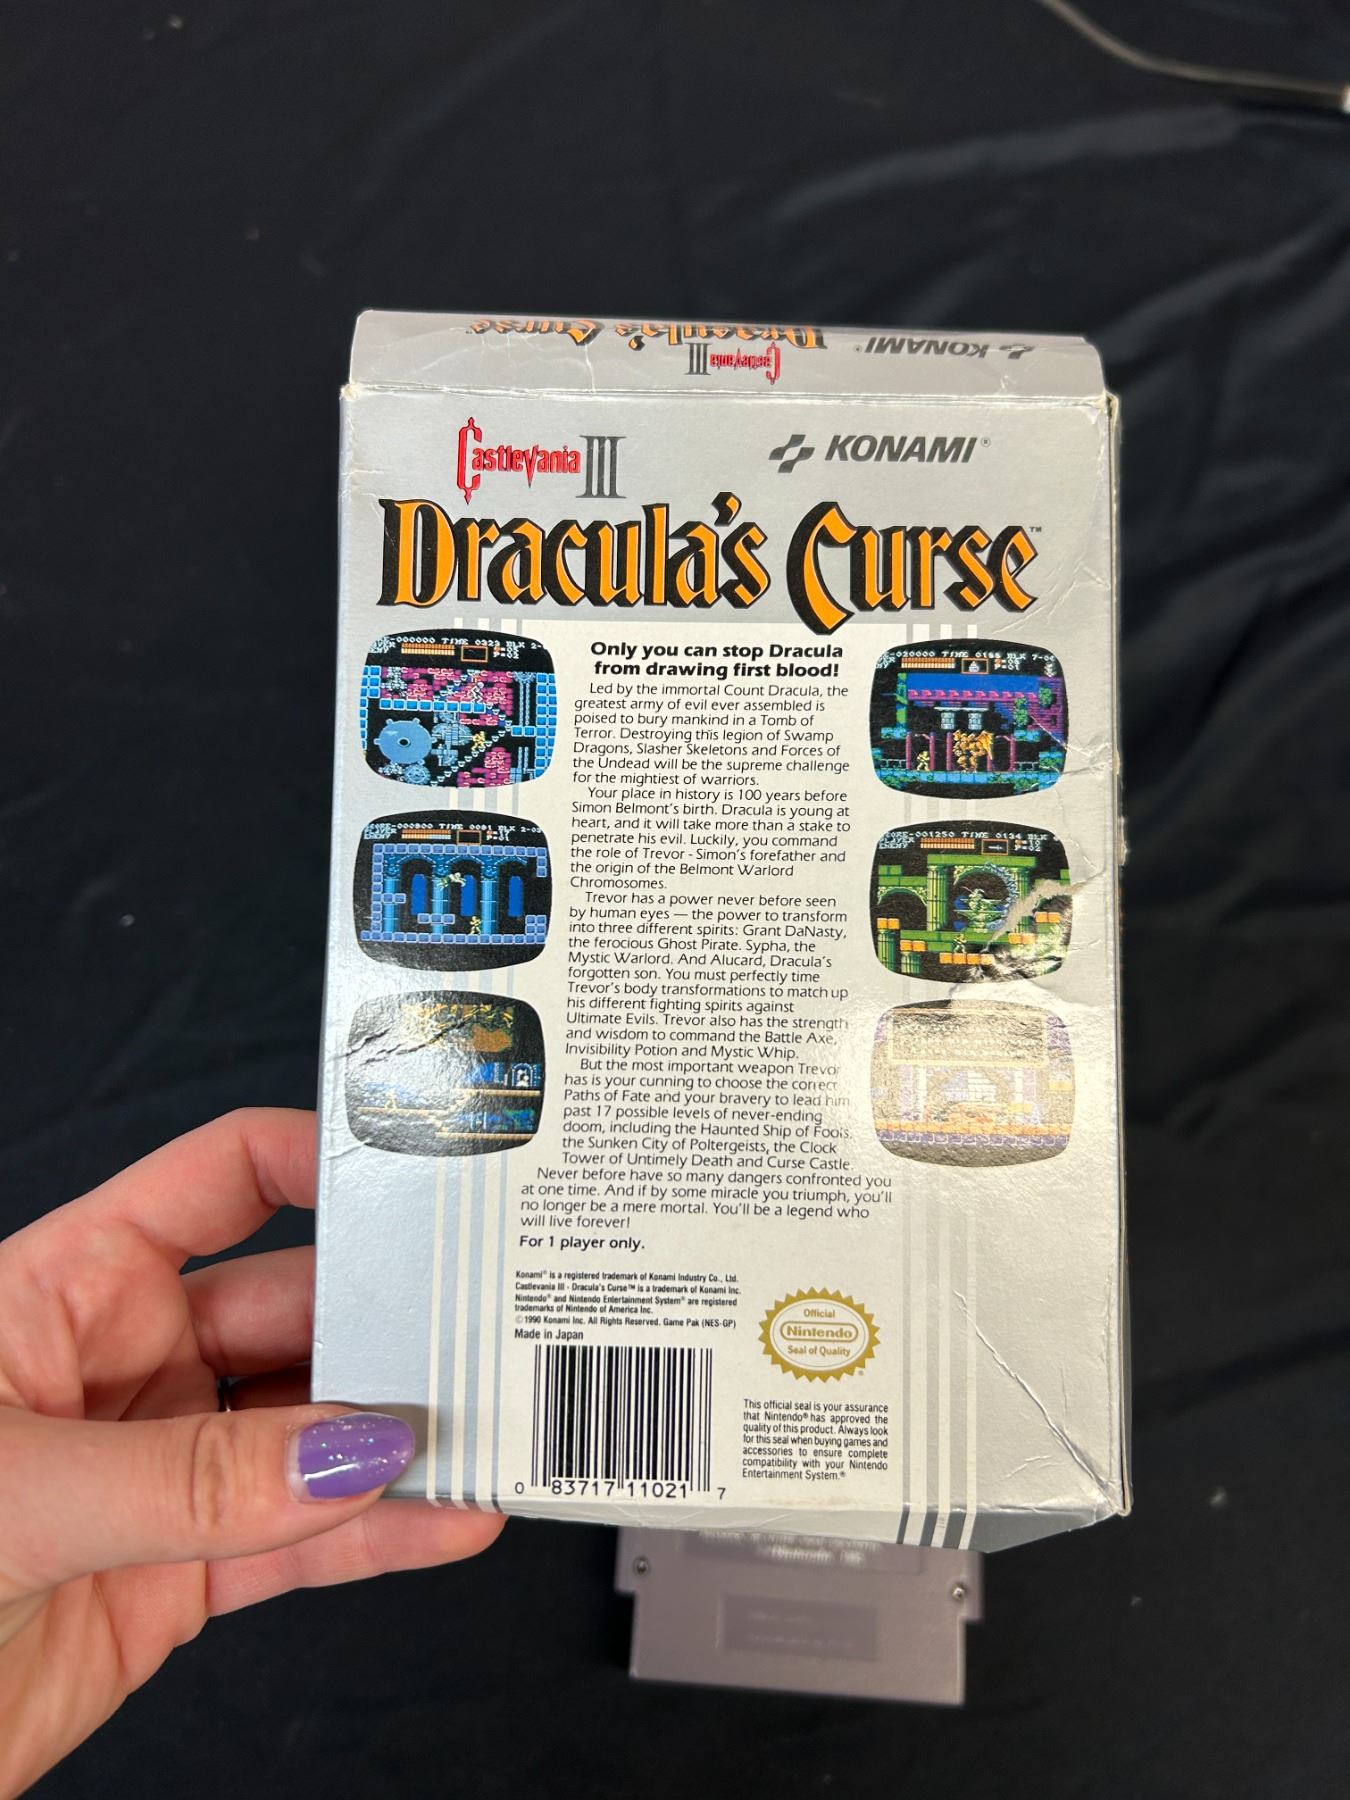 Dracula's Curse
Castlevania III
KONAMI®
Castlevania III
KONAMI®
Dracula's Curse™
Only you can stop Dracula
from drawing first blood!
Led by the immortal Count Dracula, the
greatest army of evil ever assembled is
poised to bury mankind in a Tomb of
Terror. Destroying this legion of Swamp
Dragons, Slasher Skeletons and Forces of
the Undead will be the supreme challenge
for the mightiest of warriors.
Your place in history is 100 years before
Simon Belmont's birth. Dracula is young at
heart, and it will take more than a stake to
penetrate his evil. Luckily, you command
the role of Trevor - Simon's forefather and
the origin of the Belmont Warlord
Chromosomes.
Trevor has a power never before seen
by human eyes — the power to transform
into three different spirits: Grant DaNasty,
the ferocious Ghost Pirate. Sypha, the
Mystic Warlord. And Alucard, Dracula's
forgotten son. You must perfectly time
Trevor's body transformations to match up
his different fighting spirits against
Ultimate Evils. Trevor also has the strength
and wisdom to command the Battle Axe,
Invisibility Potion and Mystic Whip.
But the most important weapon Trevor
has is your cunning to choose the correct
Paths of Fate and your bravery to lead him
past 17 possible levels of never-ending
doom, including the Haunted Ship of Fools,
the Sunken City of Poltergeists, the Clock
Tower of Untimely Death and Curse Castle.
Never before have so many dangers confronted you
at one time. And if by some miracle you triumph, you'll
no longer be a mere mortal. You'll be a legend who
will live forever!
For 1 player only.
Konami® is a registered trademark of Konami Industry Co., Ltd.
Castlevania III - Dracula's Curse™ is a trademark of Konami Inc.
Nintendo® and Nintendo Entertainment System® are registered
trademarks of Nintendo of America Inc.
©1990 Konami Inc. All Rights Reserved. Game Pak (NES-GP)
Made in Japan
0 83717 11021 7
Official
Nintendo
Seal of Quality
This official seal is your assurance
that Nintendo® has approved the
quality of this product. Always look
for this seal when buying games and
accessories to ensure complete
compatibility with your Nintendo
Entertainment System.®